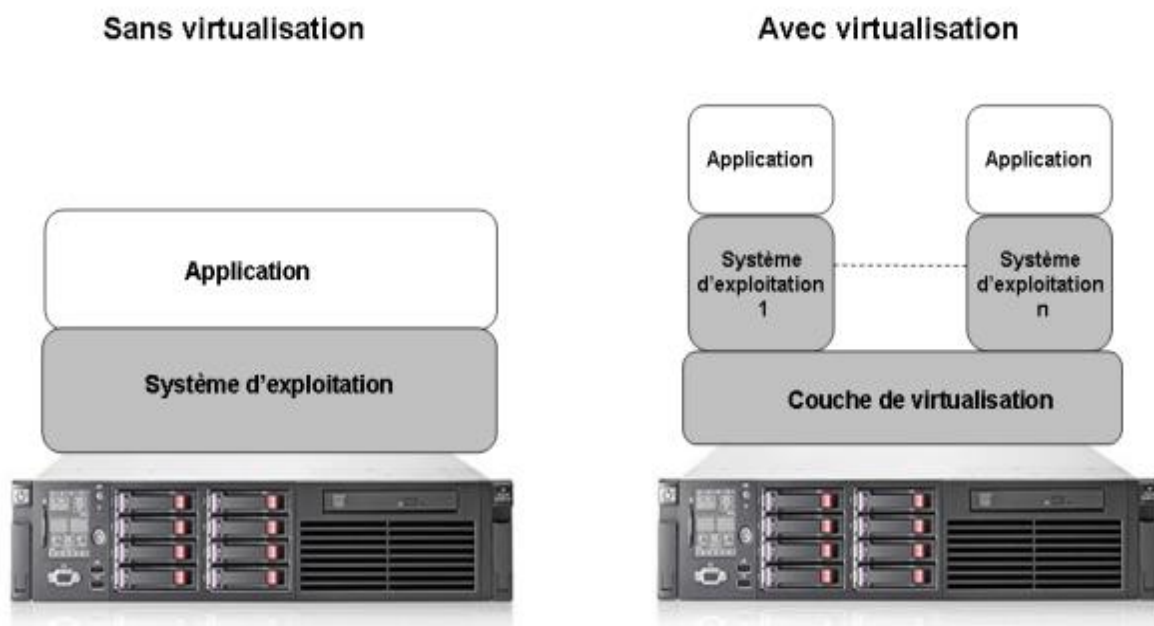 Sans virtualisation
Avec virtualisation
Application
Système d'exploitation
Application
Application
Système
d'exploitation
1
Système
d'exploitation
n
Couche de virtualisation